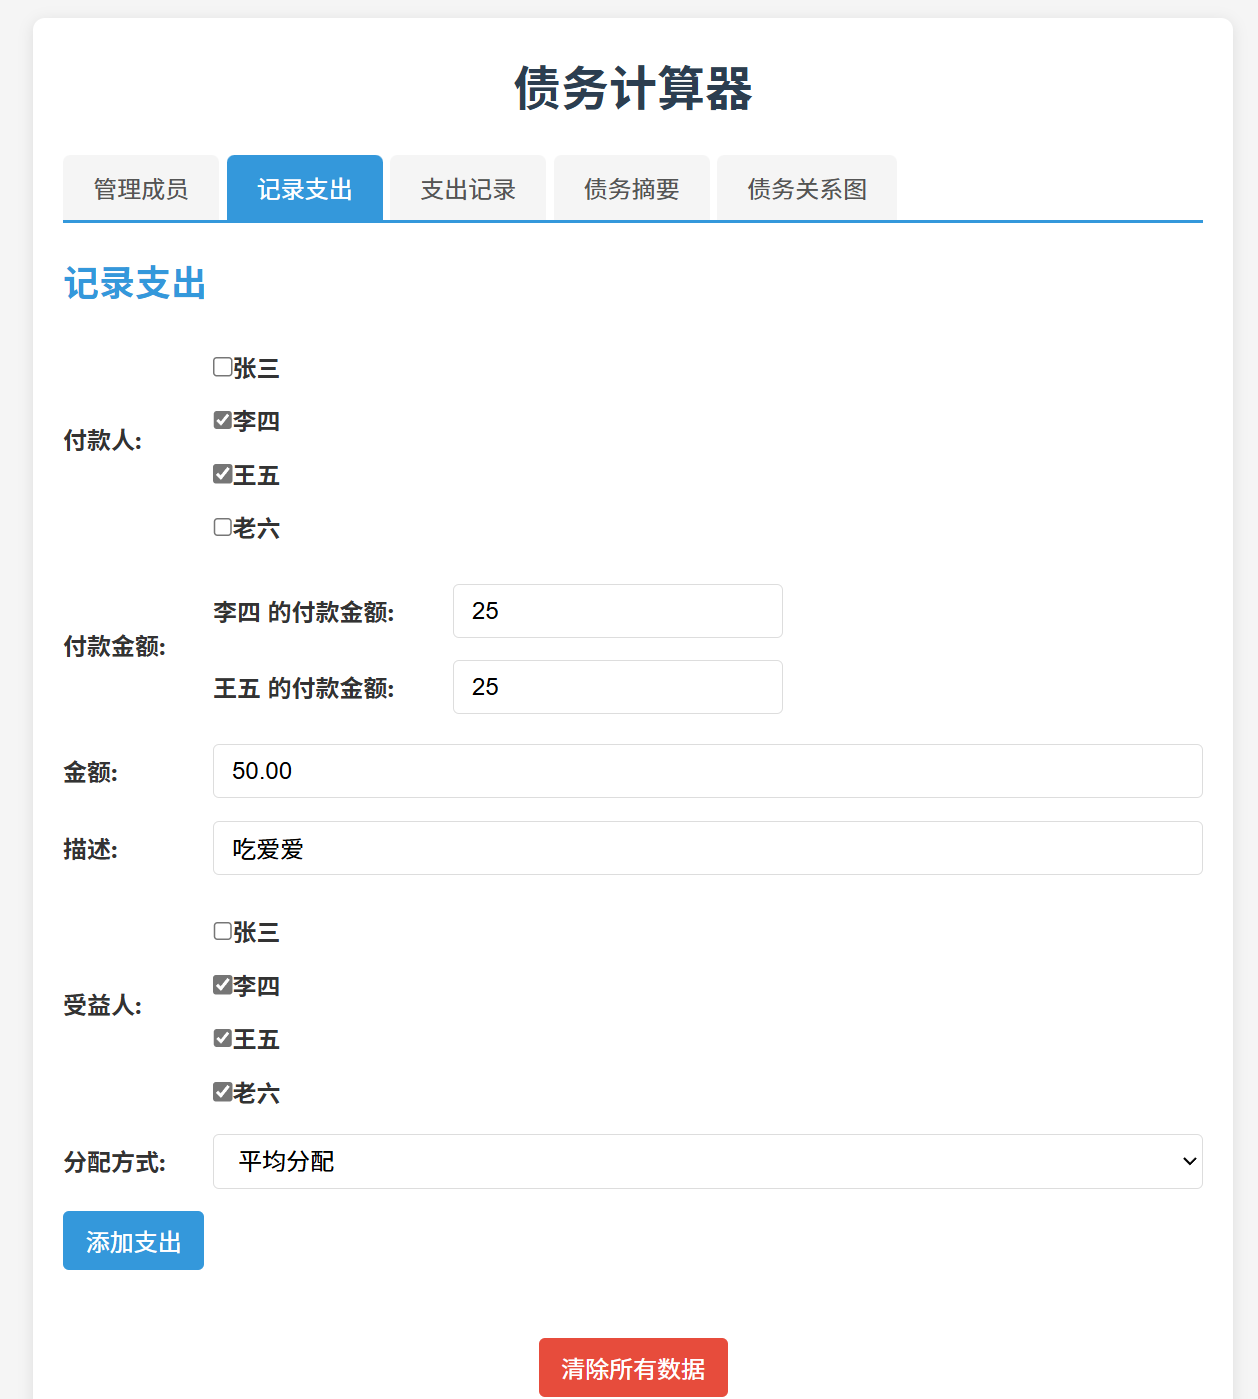 债务计算器
管理成员 记录支出 支出记录 债务摘要 债务关系图
记录支出
付款人:
张三
李四
王五
老六
付款金额:
李四 的付款金额: 25
王五 的付款金额: 25
金额: 50.00
描述: 吃爱爱
受益人:
张三
李四
王五
老六
分配方式: 平均分配
添加支出
清除所有数据